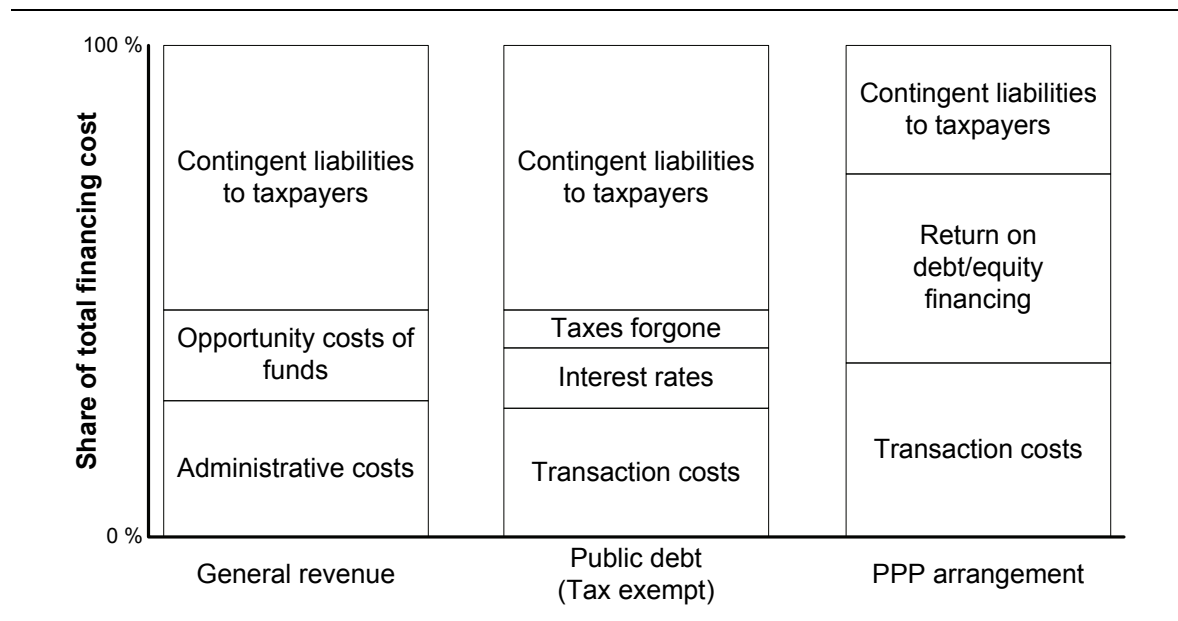 Share of total financing cost
100 %
0 %
Contingent liabilities
to taxpayers
Opportunity costs of
funds
Administrative costs
General revenue
Contingent liabilities
to taxpayers
Taxes forgone
Interest rates
Transaction costs
Public debt
(Tax exempt)
Contingent liabilities
to taxpayers
Return on
debt/equity
financing
Transaction costs
PPP arrangement